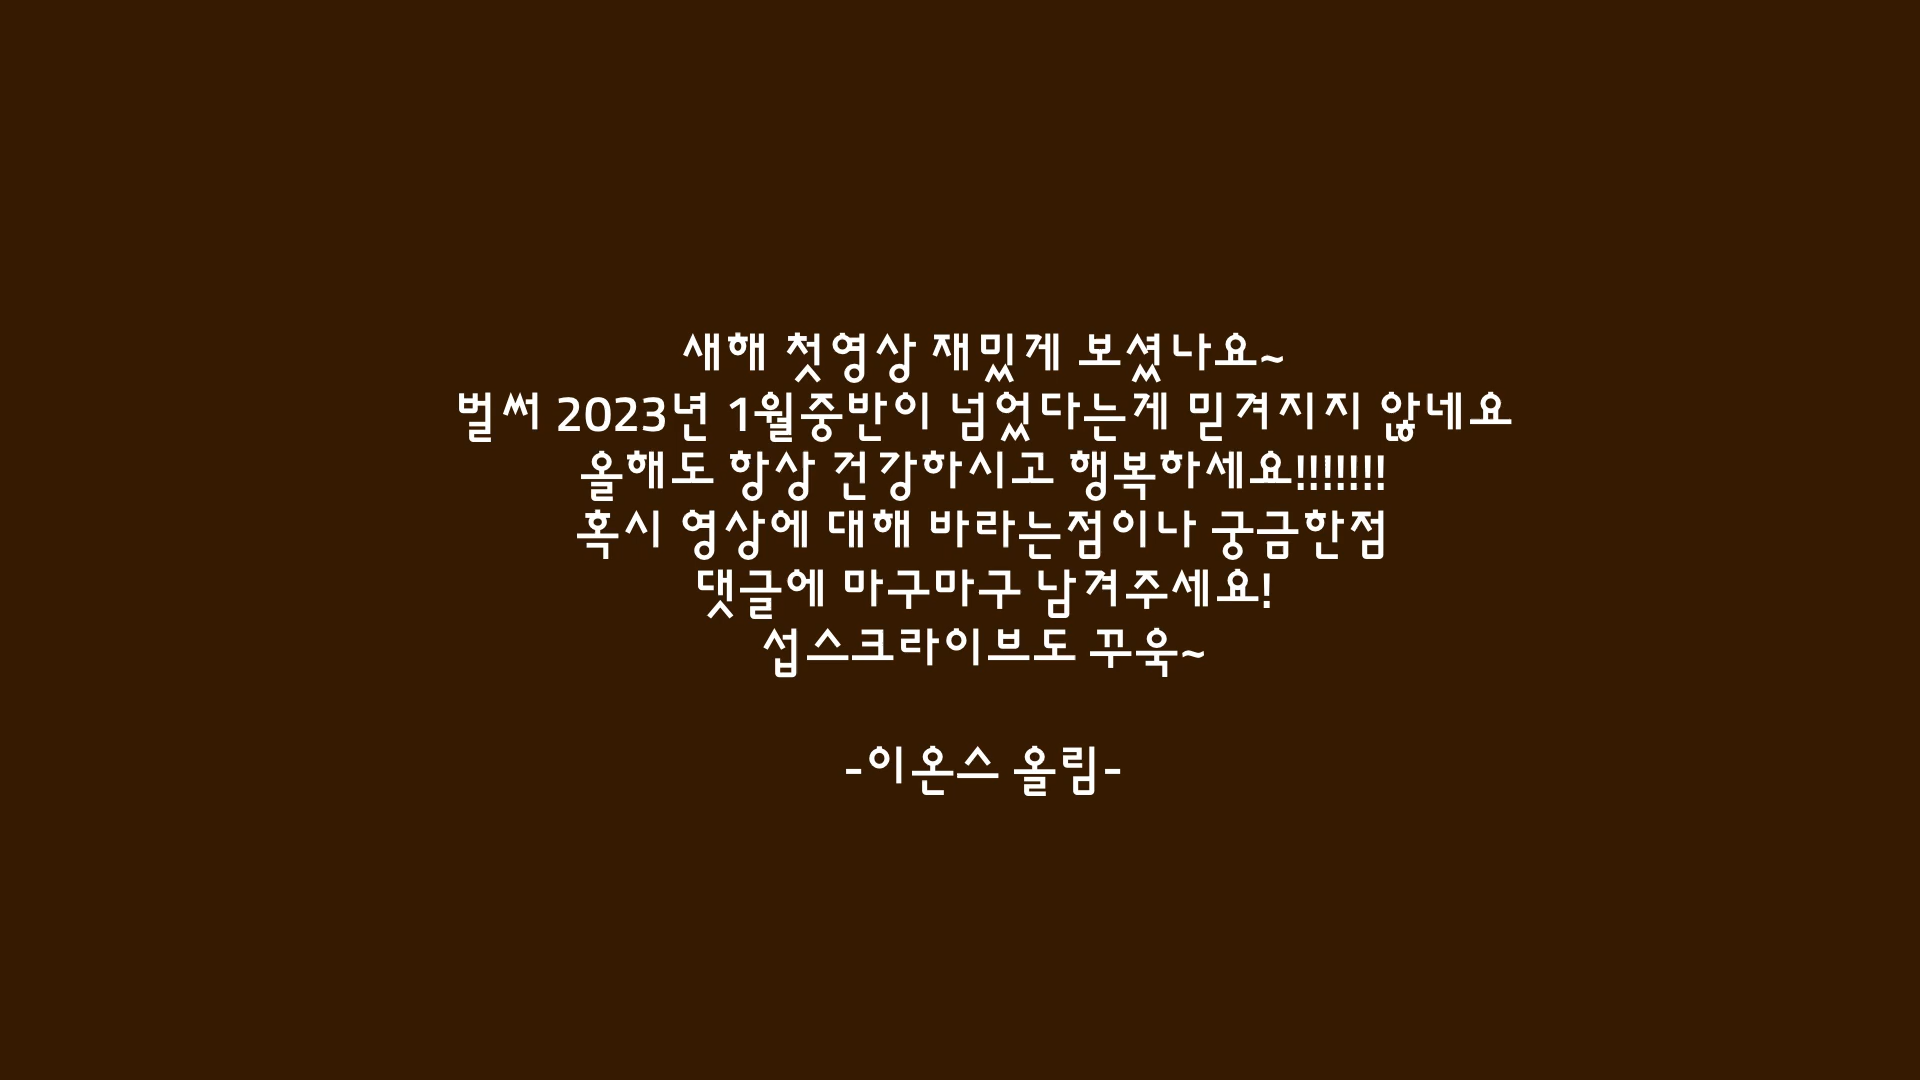 새해 첫영상 재밌게 보셨나요~
벌써 2023년 1월중반이 넘었다는게 믿겨지지 않네요
올해도 항상 건강하시고 행복하세요!!!!!!!
혹시 영상에 대해 바라는점이나 궁금한점
댓글에 마구마구 남겨주세요!
섭스크라이브도 꾸욱~
-이온스 올림-